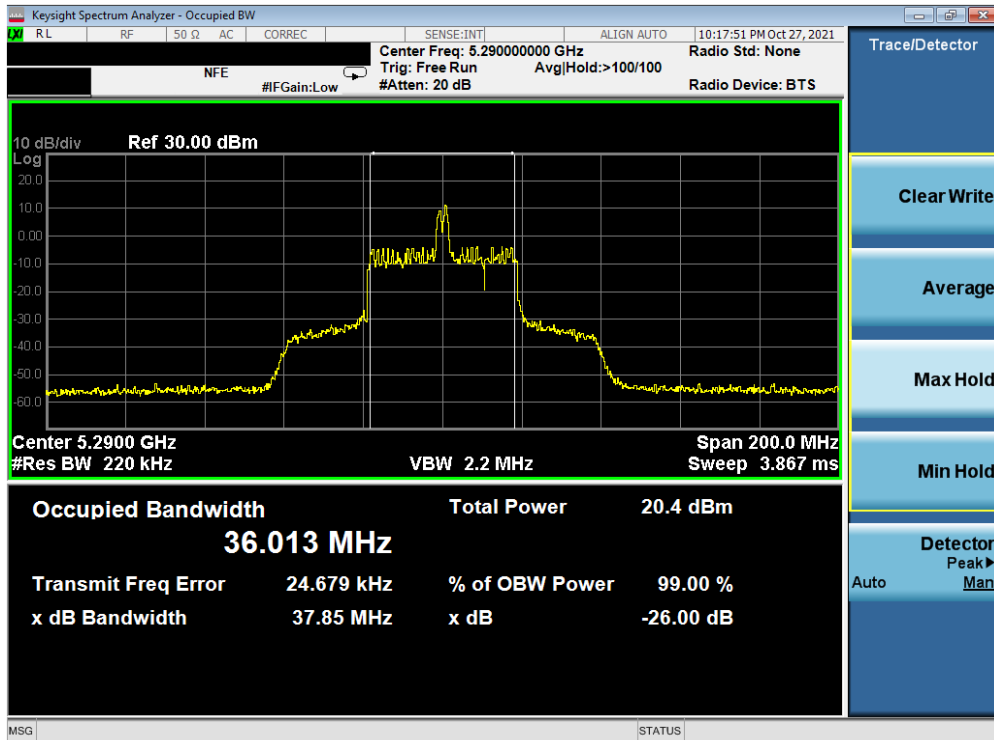 Keysight Spectrum Analyzer - Occupied BW
LXI RL RF 50 Ω AC CORREC SENSE:INT ALIGN AUTO 10:17:51 PM Oct 27, 2021
Center Freq: 5.290000000 GHz Radio Std: None
NFE Trig: Free Run Avg|Hold:>100/100
#IFGain:Low #Atten: 20 dB Radio Device: BTS
10 dB/div Ref 30.00 dBm
Log
20.0
10.0
0.00
-10.0
-20.0
-30.0
-40.0
-50.0
-60.0
Center 5.2900 GHz Span 200.0 MHz
#Res BW 220 kHz VBW 2.2 MHz Sweep 3.867 ms
Occupied Bandwidth Total Power 20.4 dBm
36.013 MHz
Transmit Freq Error 24.679 kHz % of OBW Power 99.00 %
x dB Bandwidth 37.85 MHz x dB -26.00 dB
Trace/Detector
Clear Write
Average
Max Hold
Min Hold
Detector
Peak▶
Auto Man
MSG STATUS